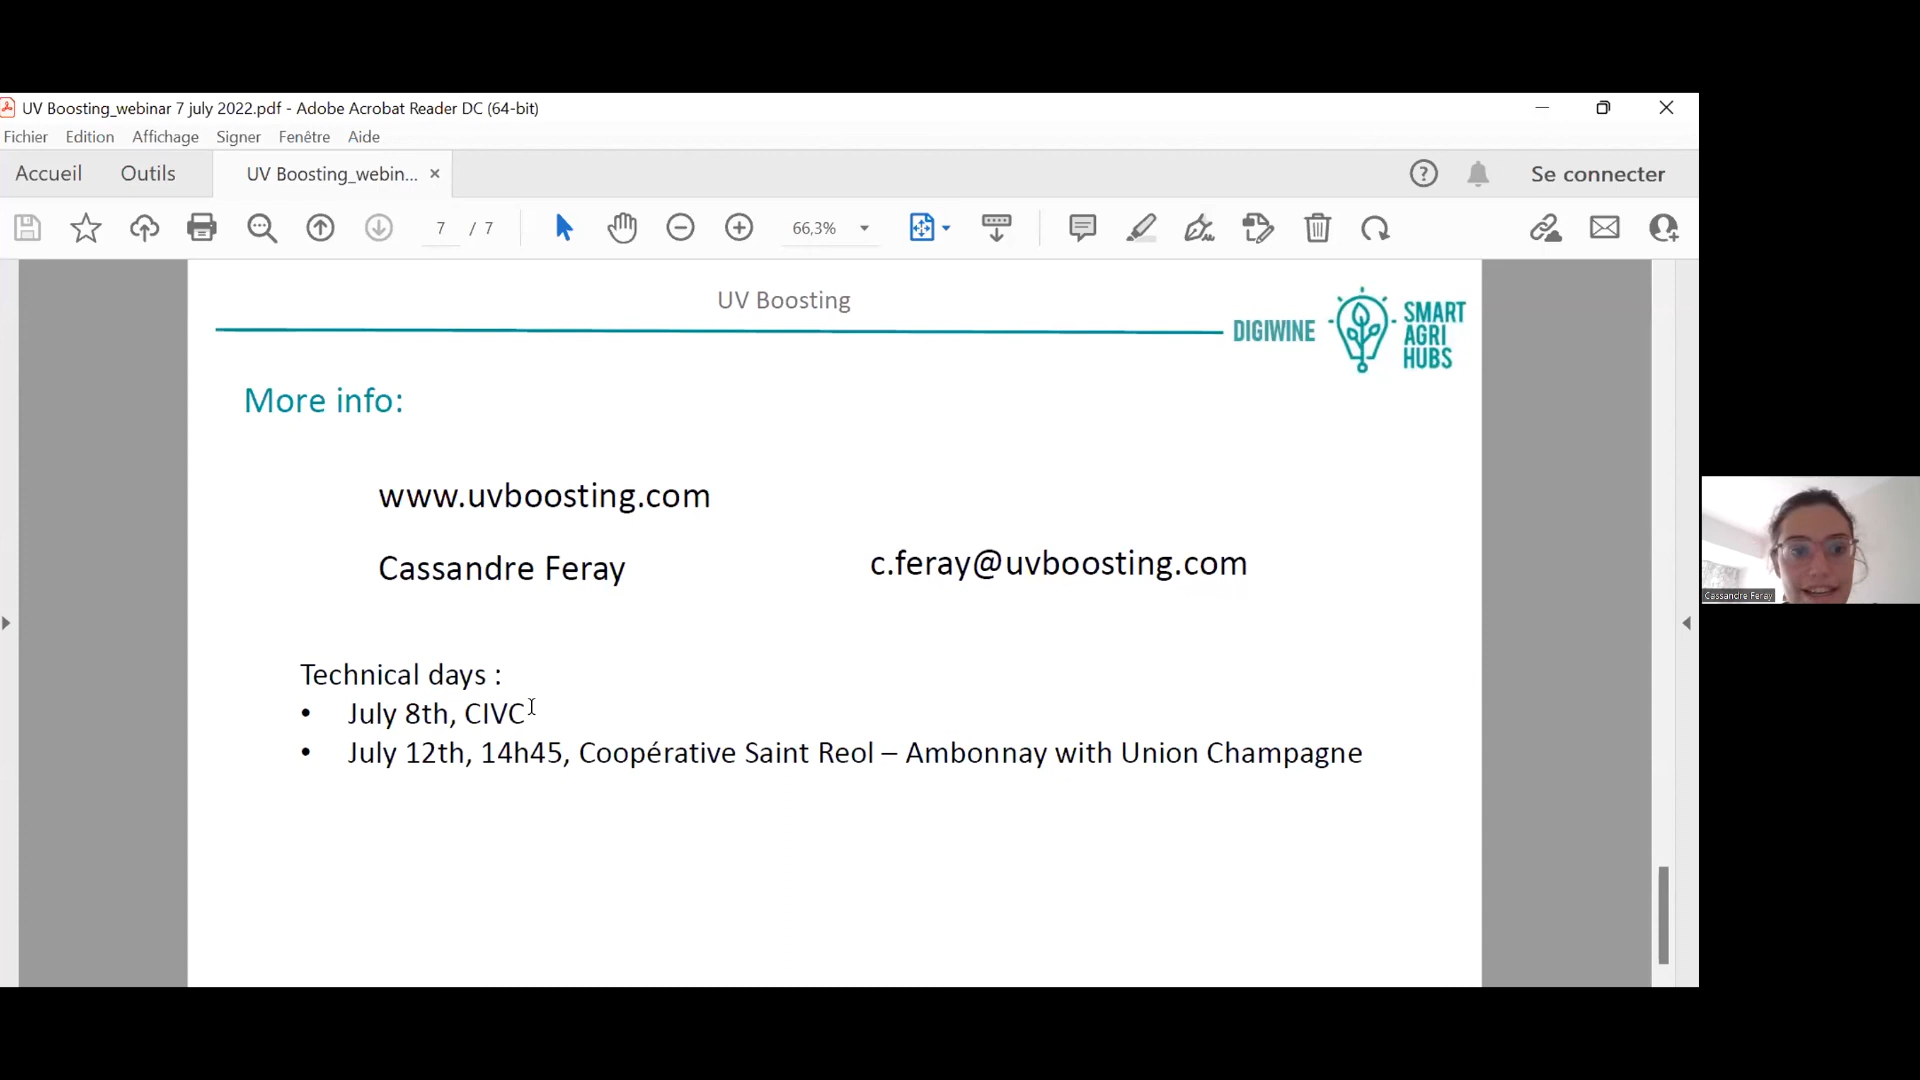 UV Boosting_webinar 7 july 2022.pdf - Adobe Acrobat Reader DC (64-bit)
Fichier Edition Affichage Signer Fenêtre Aide
Accueil Outils UV Boosting_webin... × Se connecter
7 / 7 66,3%
UV Boosting
DIGIWINE
SMART
AGRI
HUBS
More info:
www.uvboosting.com
Cassandre Feray c.feray@uvboosting.com
Cassandre Feray
Technical days :
• July 8th, CIVC
• July 12th, 14h45, Coopérative Saint Reol – Ambonnay with Union Champagne